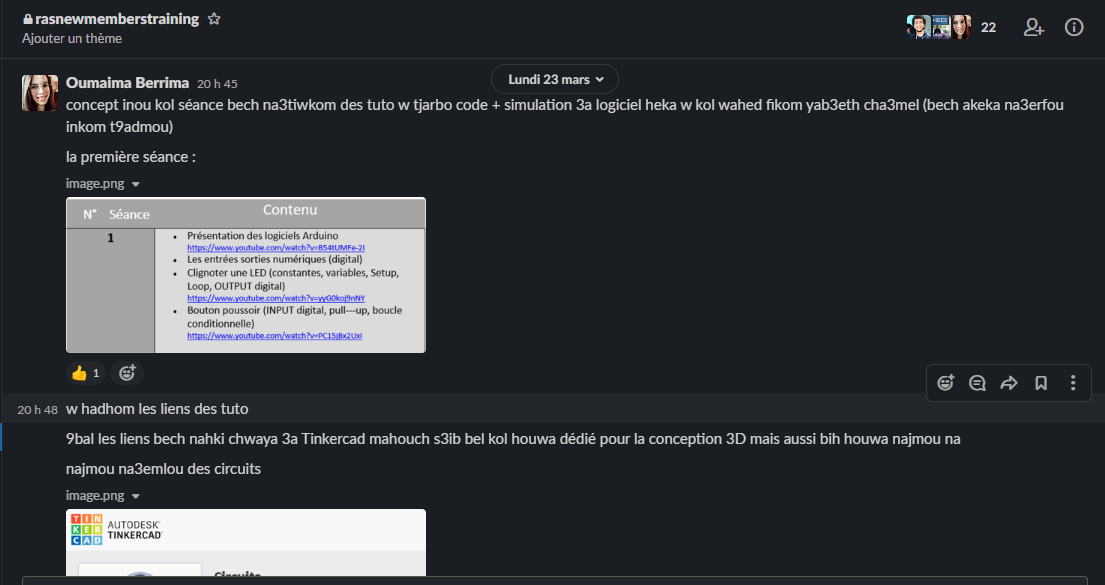 rasnewmemberstraining
Ajouter un thème
22
Lundi 23 mars
Oumaima Berrima 20 h 45
concept inou kol séance bech na3tiwkom des tuto w tjarbo code + simulation 3a logiciel heka w kol wahed fikom yab3eth cha3mel (bech akeka na3erfou
inkom t9admou)
la première séance :
image.png
N° Séance Contenu
1
• Présentation des logiciels Arduino
https://www.youtube.com/watch?v=B54tUMFe-2I
• Les entrées sorties numériques (digital)
• Clignoter une LED (constantes, variables, Setup,
Loop, OUTPUT digital)
https://www.youtube.com/watch?v=yyG0koj9nNY
• Bouton poussoir (INPUT digital, pull---up, boucle
conditionnelle)
https://www.youtube.com/watch?v=PC15jBx2UxI
1
20 h 48 w hadhom les liens des tuto
9bal les liens bech nahki chwaya 3a Tinkercad mahouch s3ib bel kol houwa dédié pour la conception 3D mais aussi bih houwa najmou na
najmou na3emlou des circuits
image.png
TINKERCAD
AUTODESK
TINKERCAD
Circuits